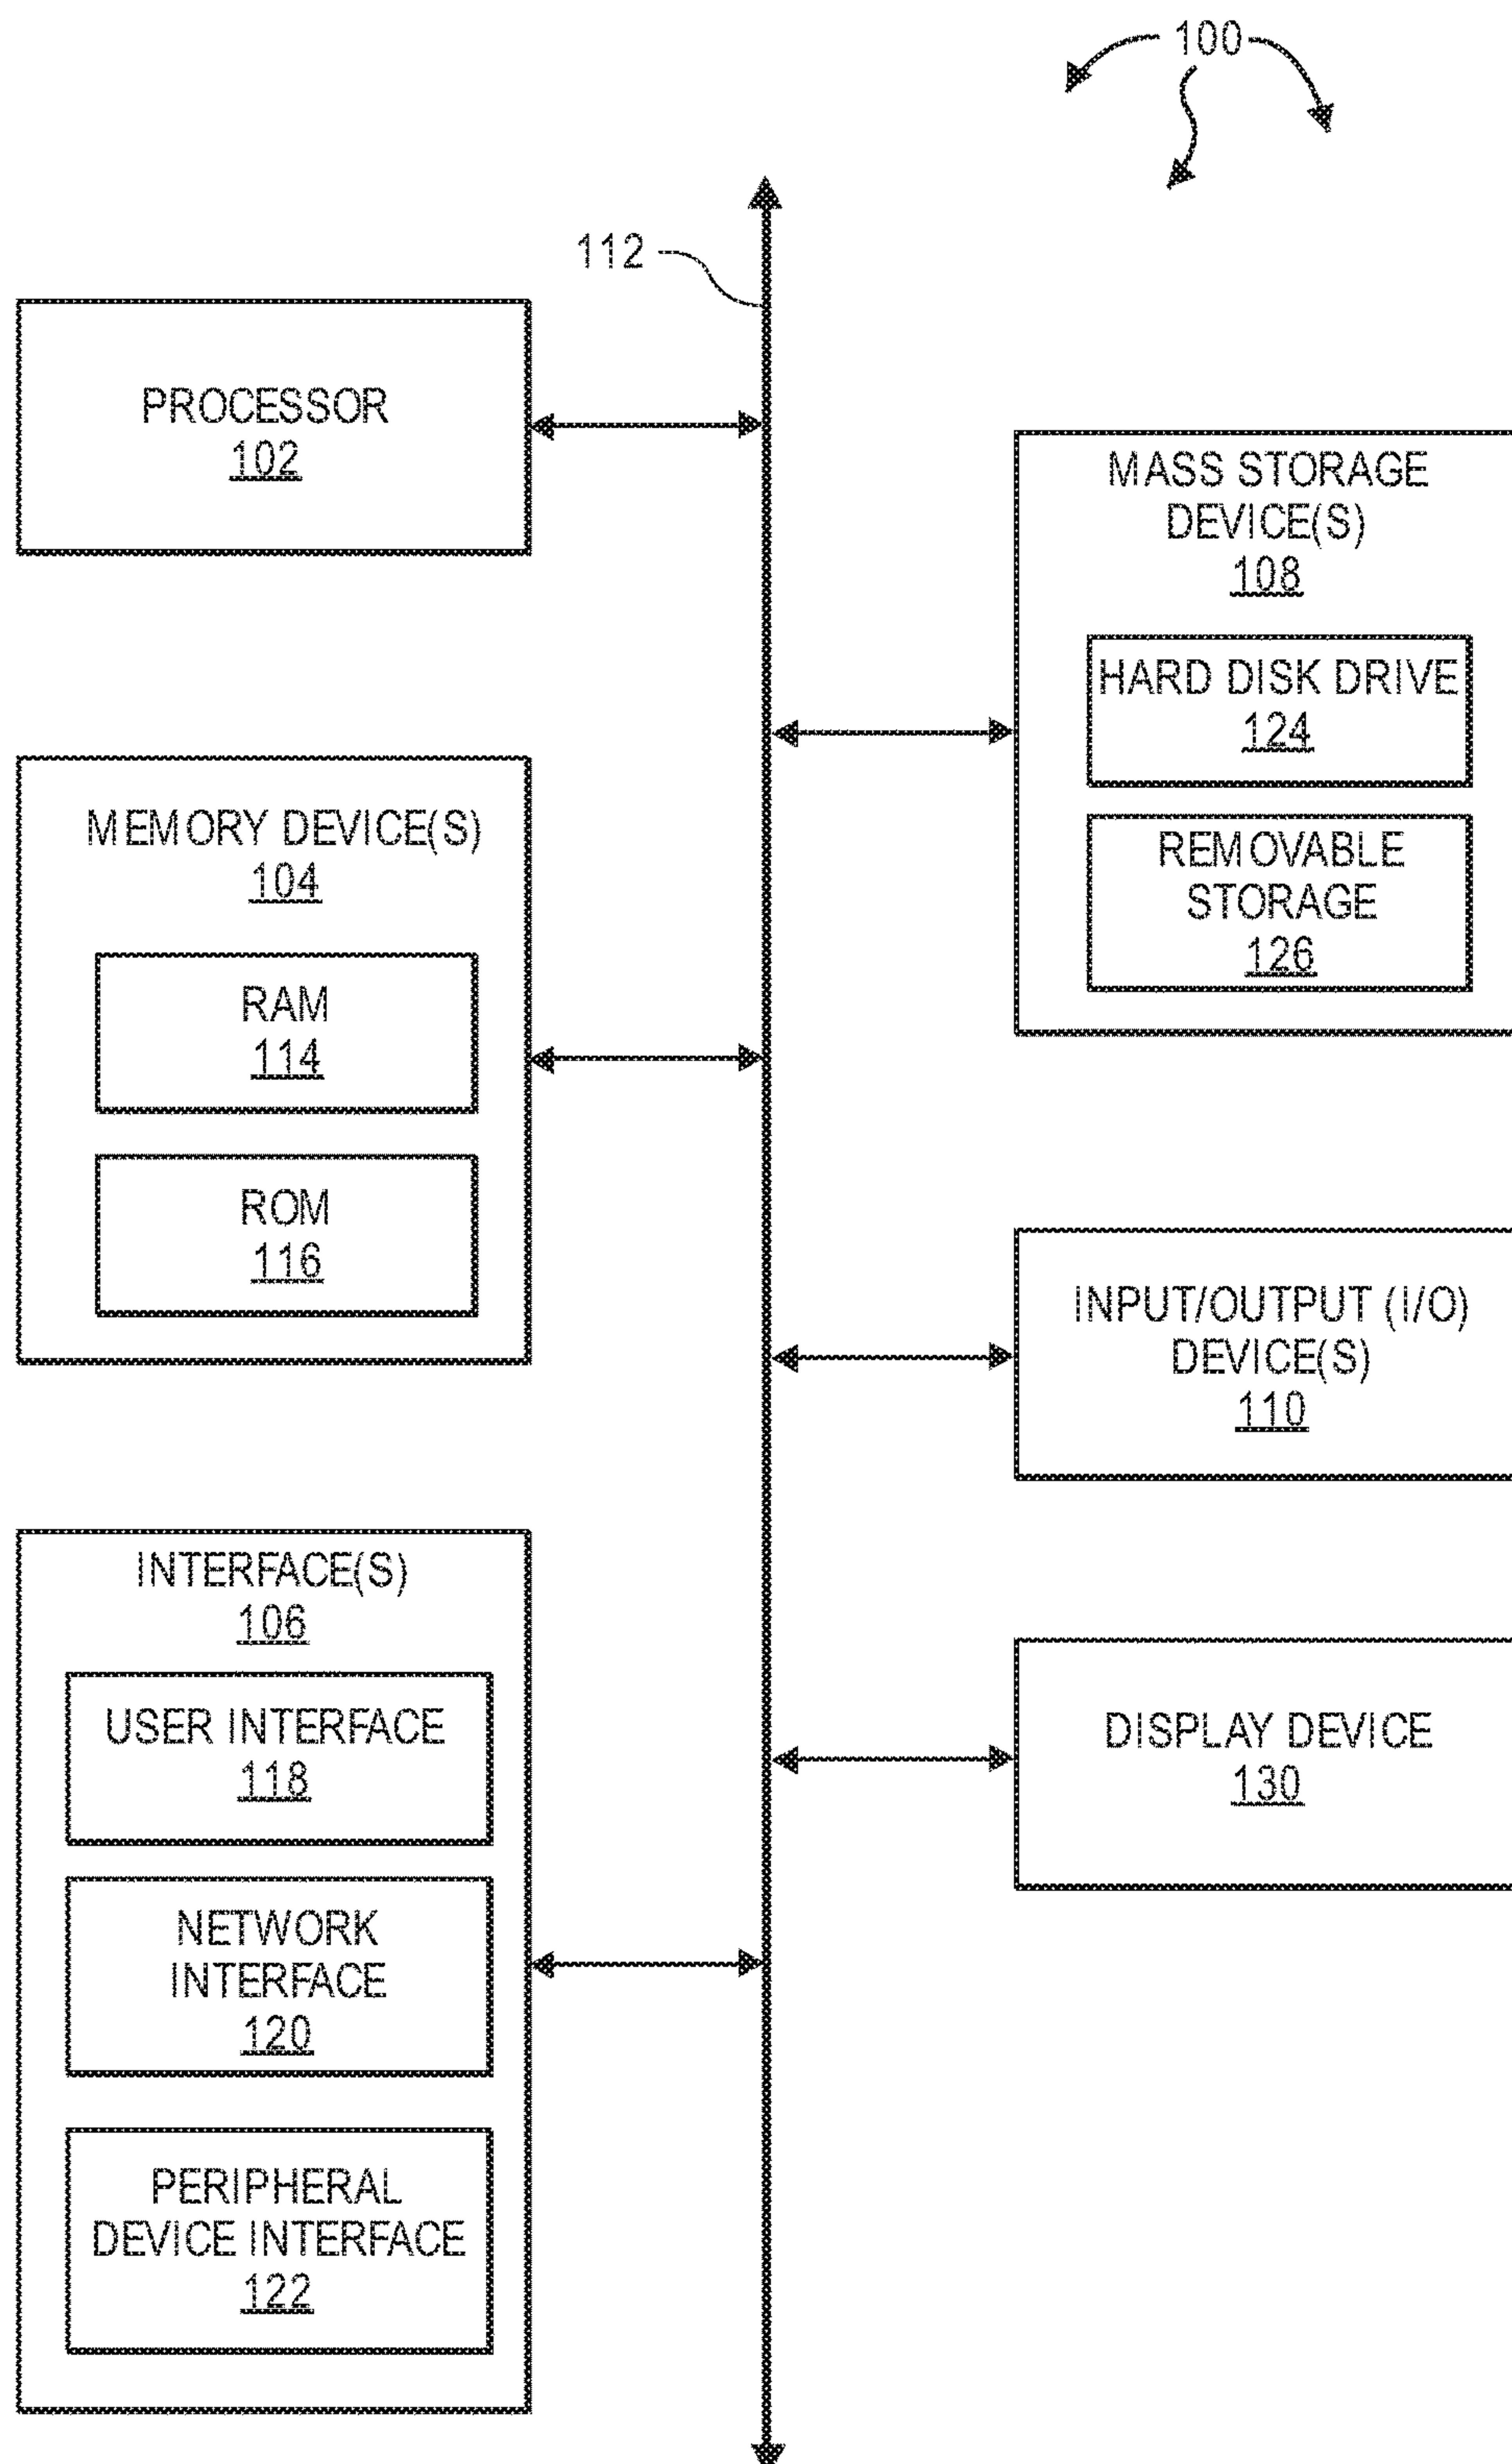 100
112
PROCESSOR
102
MEMORY DEVICE(S)
104
RAM
114
ROM
116
INTERFACE(S)
106
USER INTERFACE
118
NETWORK
INTERFACE
120
PERIPHERAL
DEVICE INTERFACE
122
MASS STORAGE
DEVICE(S)
108
HARD DISK DRIVE
124
REMOVABLE
STORAGE
126
INPUT/OUTPUT (I/O)
DEVICE(S)
110
DISPLAY DEVICE
130